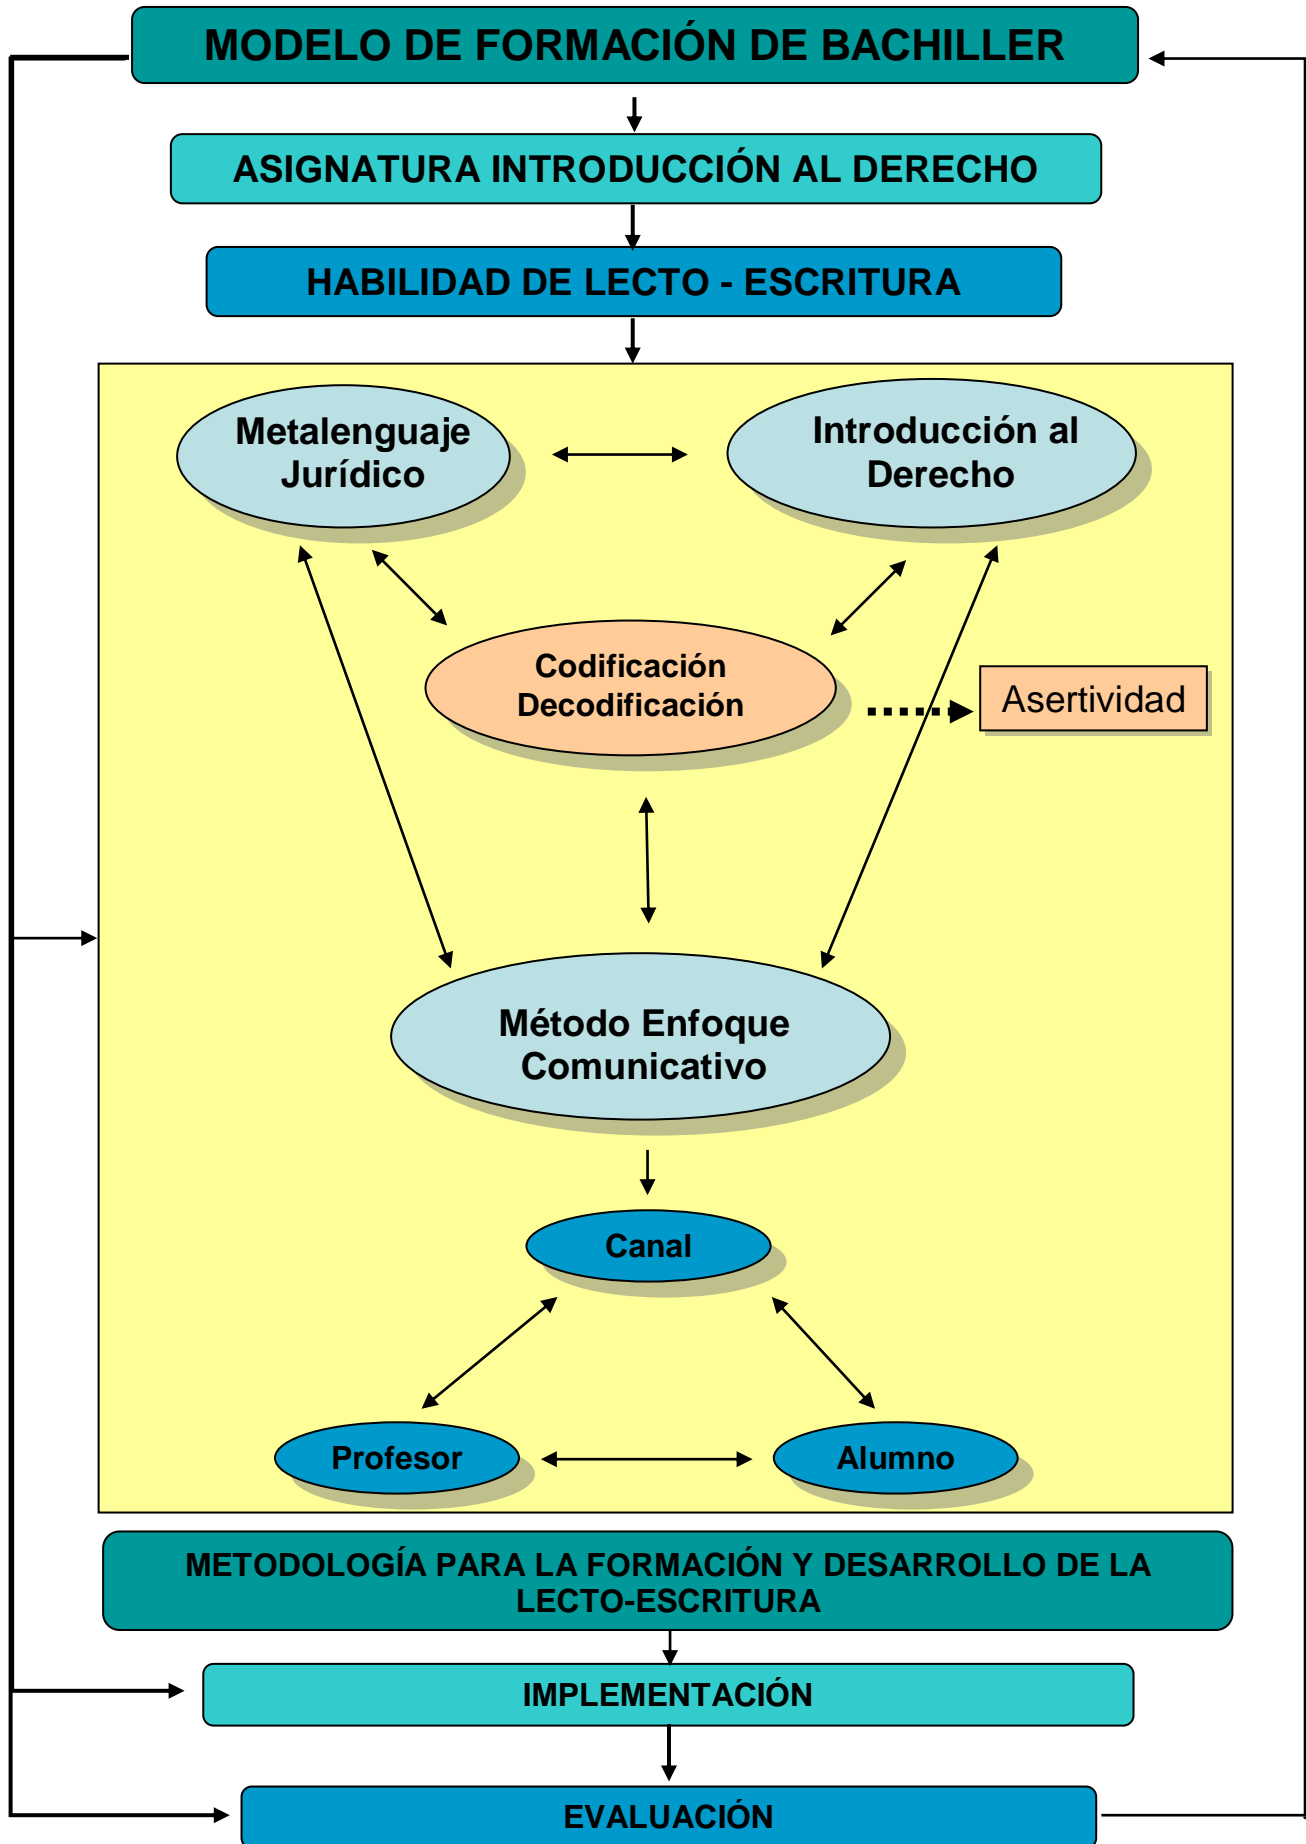 MODELO DE FORMACIÓN DE BACHILLER
ASIGNATURA INTRODUCCIÓN AL DERECHO
HABILIDAD DE LECTO - ESCRITURA
Metalenguaje
Jurídico
Introducción al
Derecho
Codificación
Decodificación
Asertividad
Método Enfoque
Comunicativo
Canal
Profesor
Alumno
METODOLOGÍA PARA LA FORMACIÓN Y DESARROLLO DE LA
LECTO-ESCRITURA
IMPLEMENTACIÓN
EVALUACIÓN